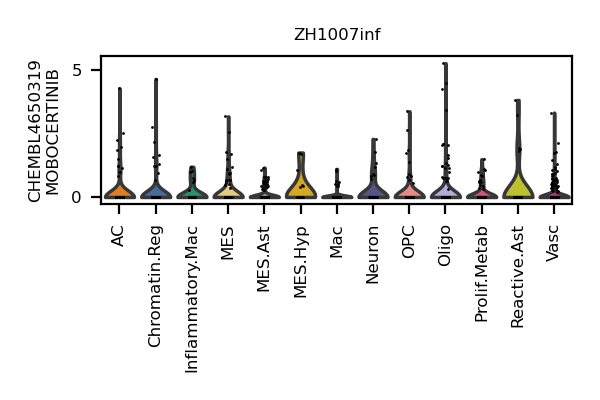 ZH1007inf
CHEMBL4650319
MOBOCERTINIB
5
0
AC
Chromatin.Reg
Inflammatory.Mac
MES
MES.Ast
MES.Hyp
Mac
Neuron
OPC
Oligo
Prolif.Metab
Reactive.Ast
Vasc